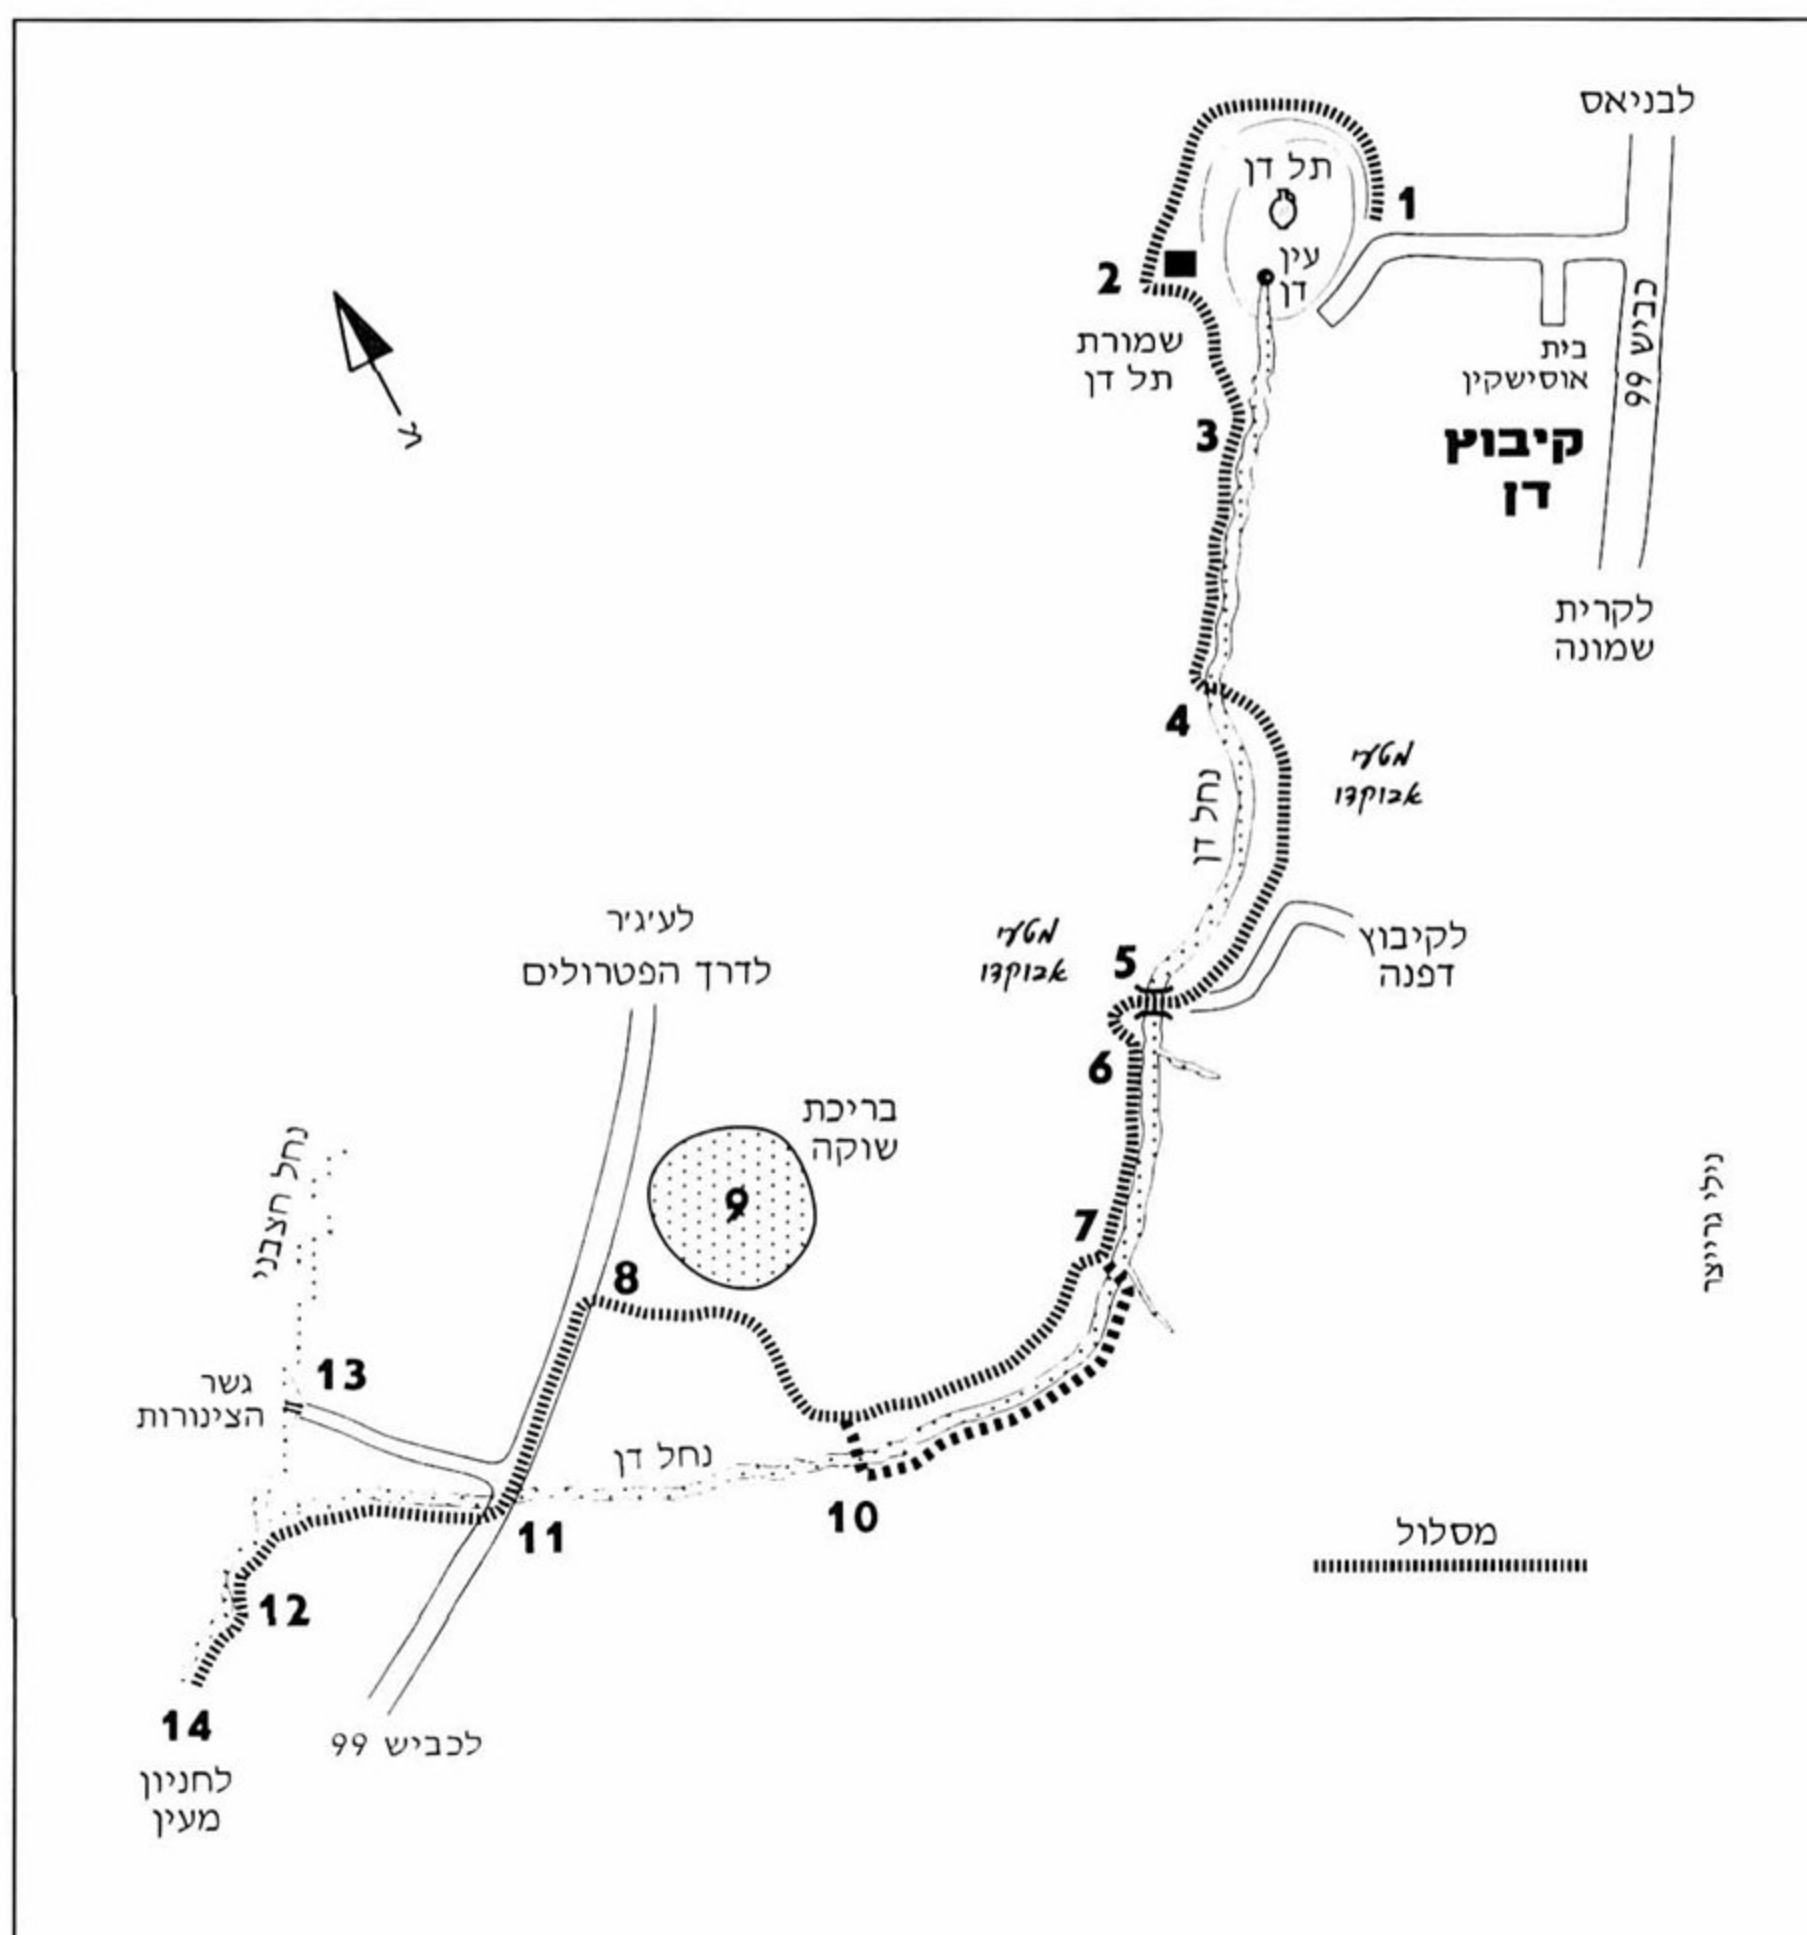 לבניאס
תל דן
1
עין
דן
2
כביש 99
שמורת
תל דן
בית
אוסישקין
צ
3
קיבוץ
דן
לקרית
שמונה
4
מטעי
אבוקדו
נחל דן
לע׳ג׳ר
לדרך הפטרולים
מטעי
אבוקדו
5
לקיבוץ
דפנה
6
בריכת
שוקה
נחל חצבני
9
7
8
13
גשר
הצינורות
נחל דן
10
11
מסלול
12
14
לכביש 99
לחניון
מעין